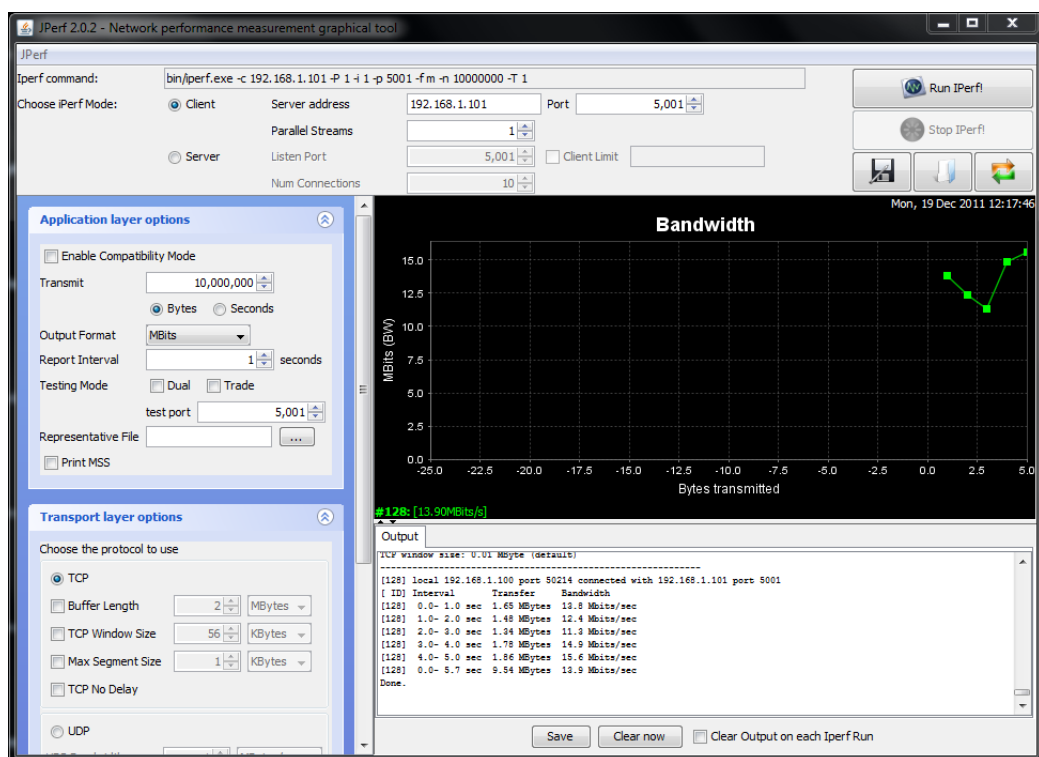 JPerf 2.0.2 - Network performance measurement graphical tool
JPerf
Iperf command: bin/iperf.exe -c 192.168.1.101 -P 1 -i 1 -p 5001 -f m -n 10000000 -T 1
Run IPerf!
Choose iPerf Mode: Client Server address 192.168.1.101 Port 5,001
Parallel Streams 1
Stop IPerf!
Server Listen Port 5,001 Client Limit
Num Connections 10
Application layer options
Enable Compatibility Mode
Transmit 10,000,000
Bytes Seconds
Output Format MBits
Report Interval 1 seconds
Testing Mode Dual Trade
test port 5,001
Representative File ...
Print MSS
Transport layer options
Choose the protocol to use
TCP
Buffer Length 2 MBytes
TCP Window Size 56 KBytes
Max Segment Size 1 KBytes
TCP No Delay
UDP
Mon, 19 Dec 2011 12:17:46
Bandwidth
MBits (BW)
15.0
12.5
10.0
7.5
5.0
2.5
0.0
-25.0 -22.5 -20.0 -17.5 -15.0 -12.5 -10.0 -7.5 -5.0 -2.5 0.0 2.5 5.0
Bytes transmitted
#128: [13.90MBits/s]
Output
TCP window size: 0.01 MByte (default)
------------------------------------------------------------
[128] local 192.168.1.100 port 50214 connected with 192.168.1.101 port 5001
[ ID] Interval Transfer Bandwidth
[128] 0.0- 1.0 sec 1.65 MBytes 13.8 Mbits/sec
[128] 1.0- 2.0 sec 1.48 MBytes 12.4 Mbits/sec
[128] 2.0- 3.0 sec 1.34 MBytes 11.3 Mbits/sec
[128] 3.0- 4.0 sec 1.78 MBytes 14.9 Mbits/sec
[128] 4.0- 5.0 sec 1.86 MBytes 15.6 Mbits/sec
[128] 0.0- 5.7 sec 9.54 MBytes 13.9 Mbits/sec
Done.
Save Clear now Clear Output on each Iperf Run